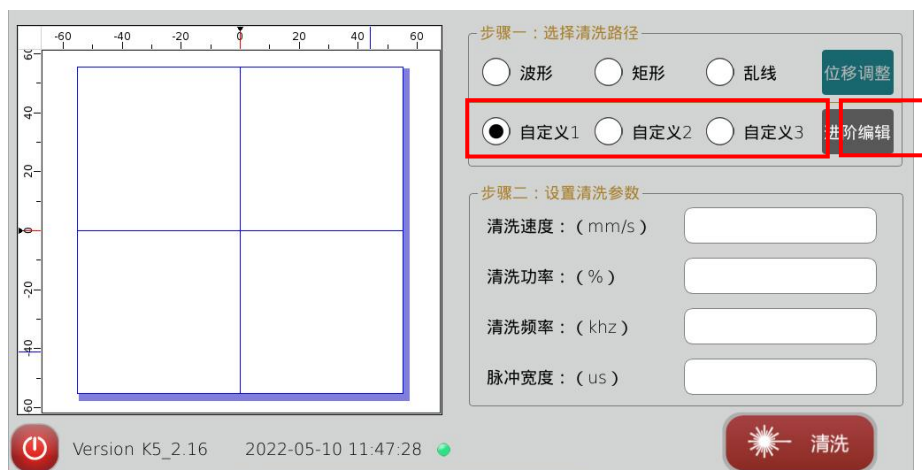 -60 -40 -20 0 20 40 60
60
40
20
0
-20
-40
-60
步骤一：选择清洗路径
波形 矩形 乱线 位移调整
自定义1 自定义2 自定义3 进阶编辑
步骤二：设置清洗参数
清洗速度：（mm/s）
清洗功率：（%）
清洗频率：（khz）
脉冲宽度：（us）
Version K5_2.16 2022-05-10 11:47:28
清洗